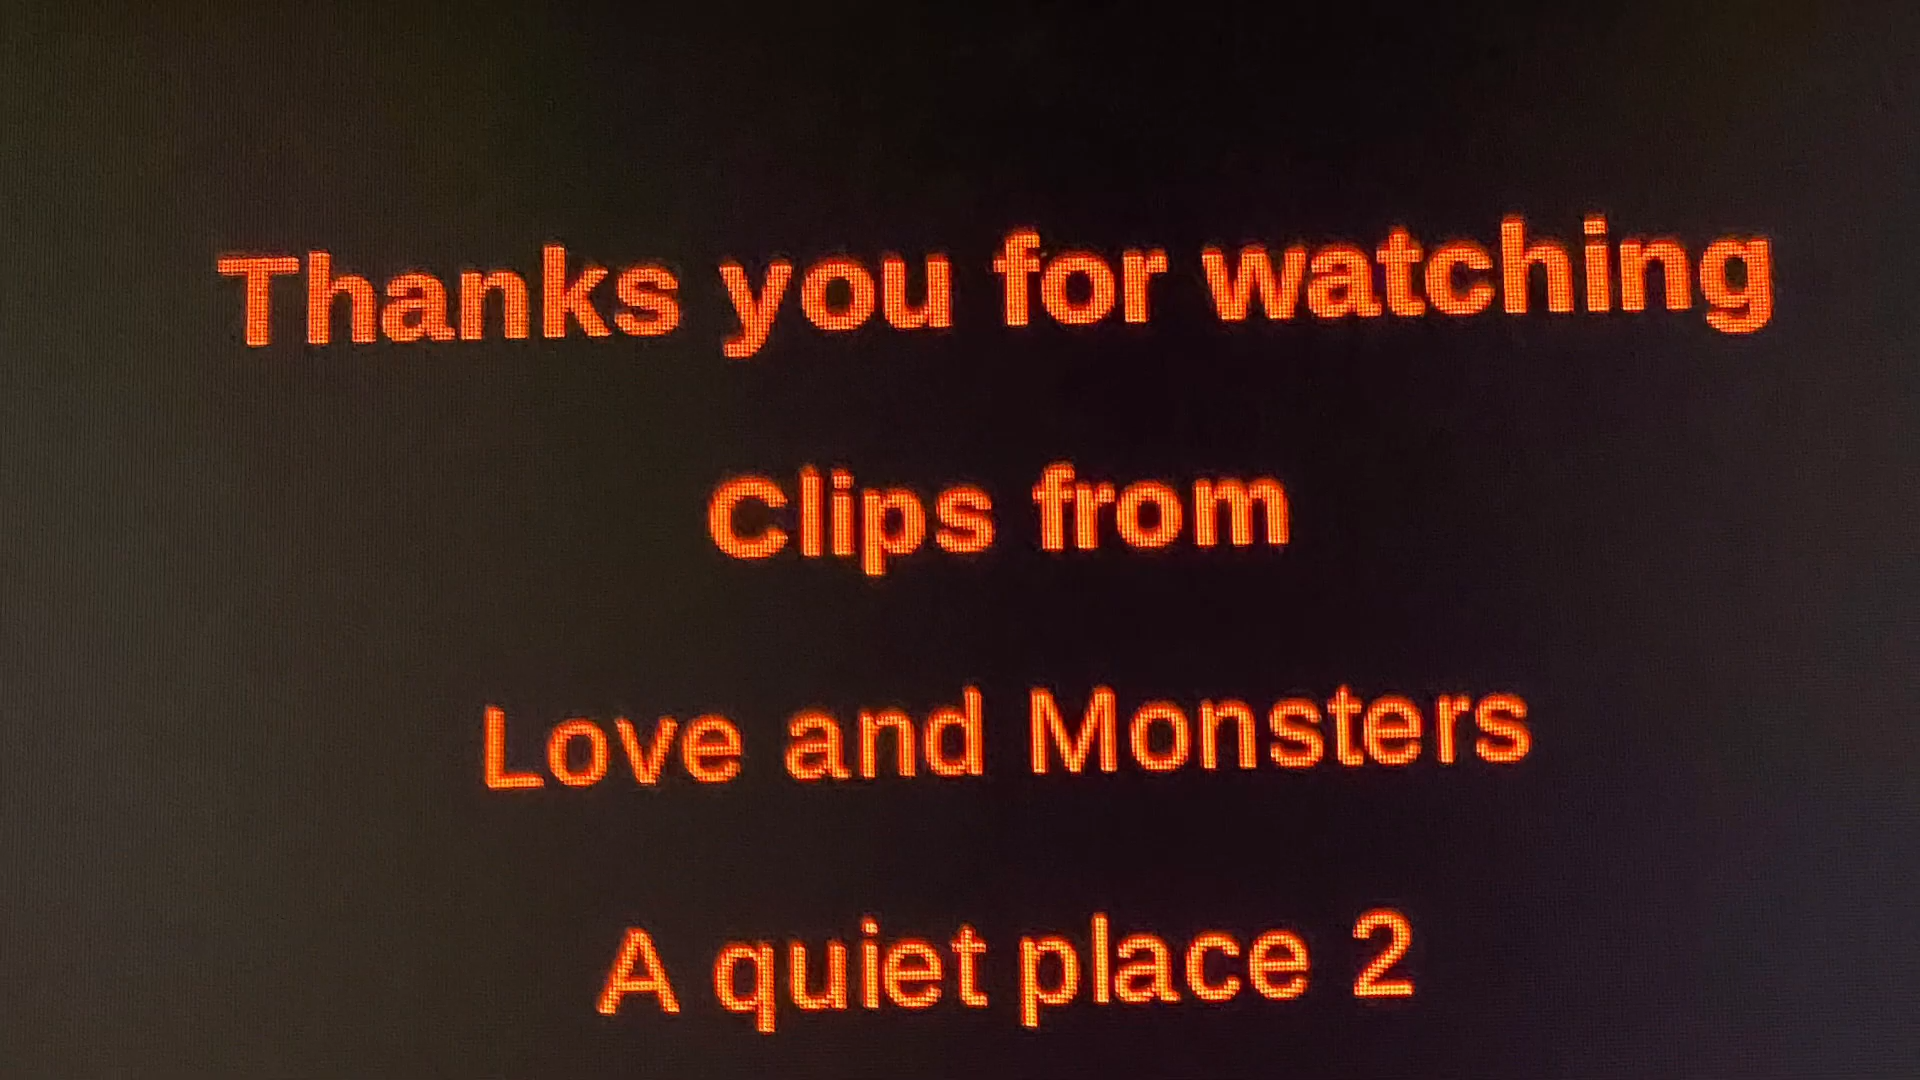 Thanks you for watching
Clips from
Love and Monsters
A quiet place 2